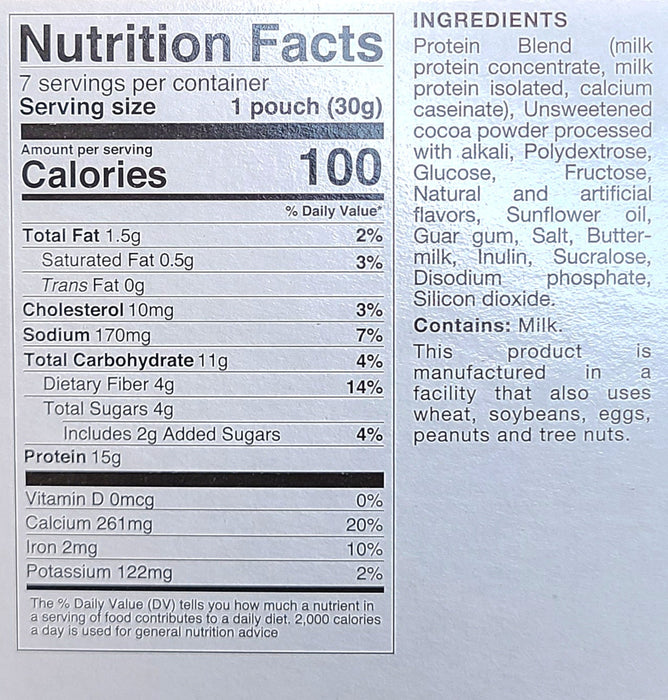 Nutrition Facts
7 servings per container
Serving size 1 pouch (30g)
Amount per serving
Calories 100
% Daily Value*
Total Fat 1.5g 2%
Saturated Fat 0.5g 3%
Trans Fat 0g
Cholesterol 10mg 3%
Sodium 170mg 7%
Total Carbohydrate 11g 4%
Dietary Fiber 4g 14%
Total Sugars 4g
Includes 2g Added Sugars 4%
Protein 15g
Vitamin D 0mcg 0%
Calcium 261mg 20%
Iron 2mg 10%
Potassium 122mg 2%
The % Daily Value (DV) tells you how much a nutrient in
a serving of food contributes to a daily diet. 2,000 calories
a day is used for general nutrition advice
INGREDIENTS
Protein Blend (milk
protein concentrate, milk
protein isolated, calcium
caseinate), Unsweetened
cocoa powder processed
with alkali, Polydextrose,
Glucose, Fructose,
Natural and artificial
flavors, Sunflower oil,
Guar gum, Salt, Butter-
milk, Inulin, Sucralose,
Disodium phosphate,
Silicon dioxide.
Contains: Milk.
This product is
manufactured in a
facility that also uses
wheat, soybeans, eggs,
peanuts and tree nuts.